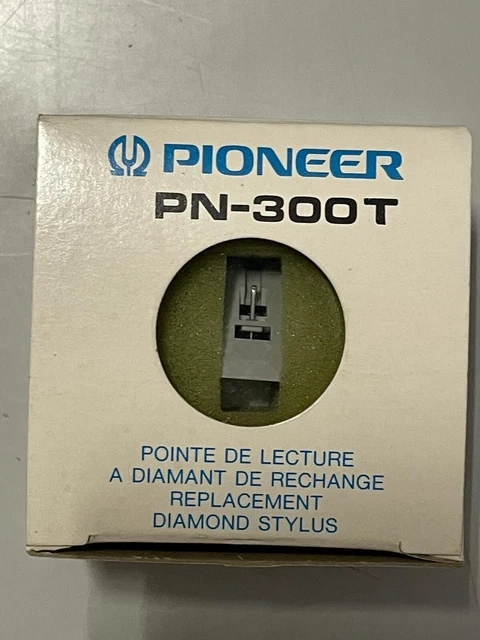 PIONEER
PN-300T
POINTE DE LECTURE
A DIAMANT DE RECHANGE
REPLACEMENT
DIAMOND STYLUS